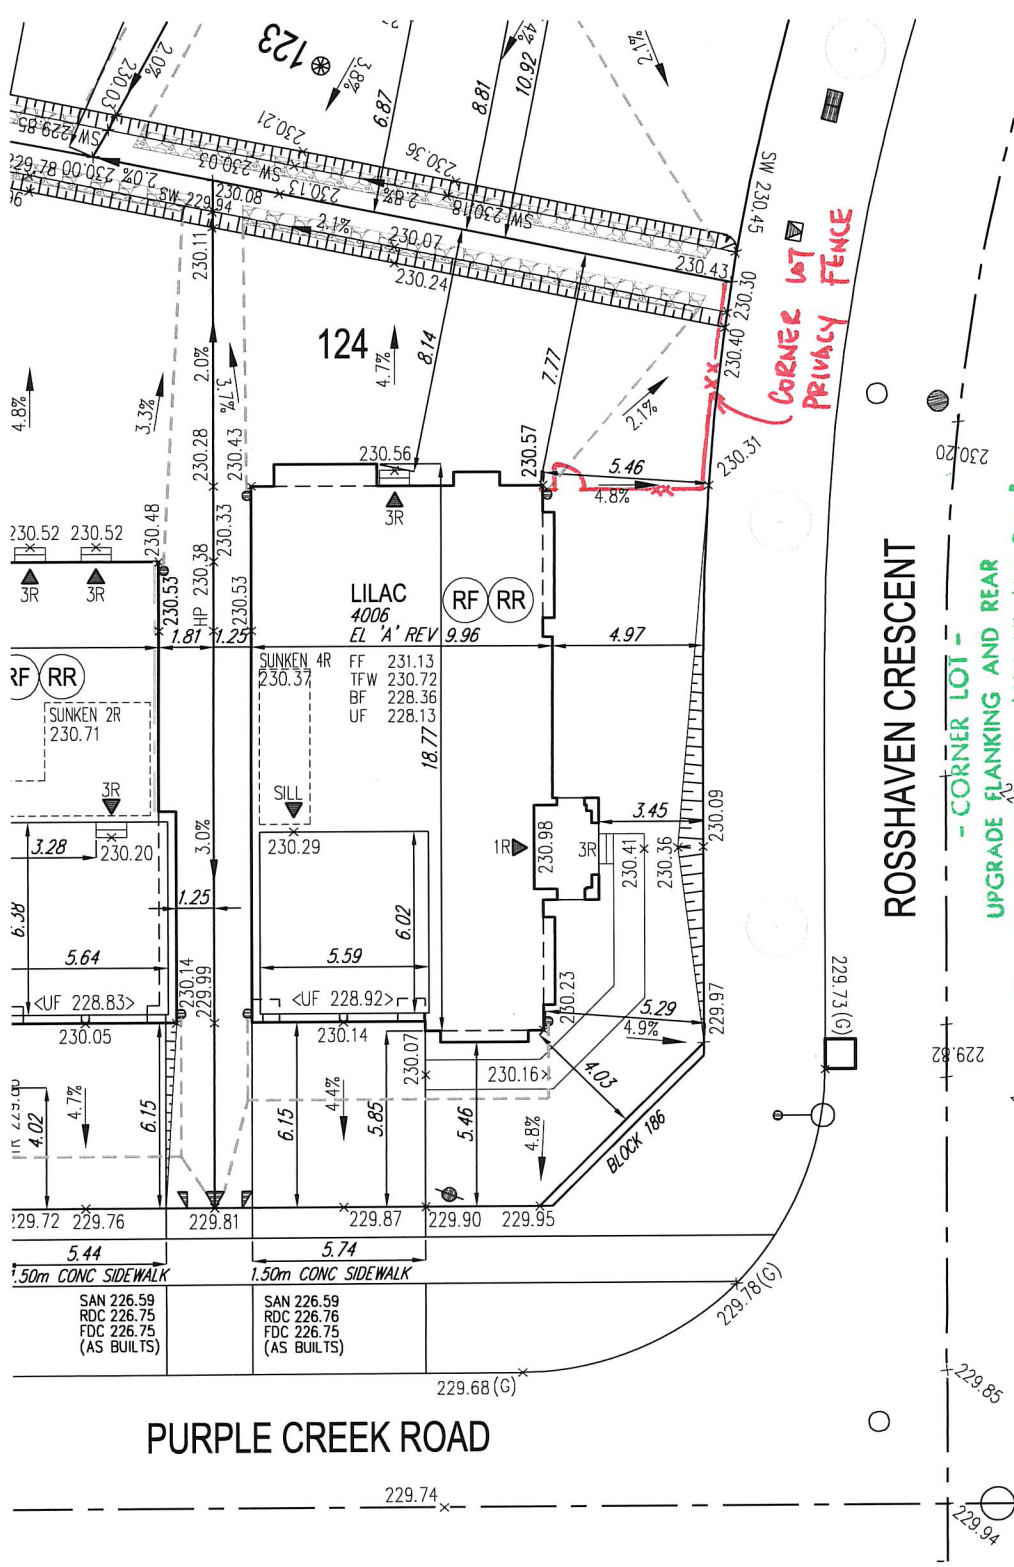 123
2.0%
230.03
3.8%
6.87
8.81
4%
10.92
2.1%
229.85
SW
230.21
SW 230.03
230.36
SW 230.18
SW 230.45
229.87
230.00
2.0%
SW 229.94
230.08
230.13
2.8%
2.1%
230.07
230.24
230.43
230.30
230.40
230.11
124
4.7%
8.14
7.77
2.1%
CORNER LOT
PRIVACY FENCE
4.8%
3.3%
2.0%
3.7%
230.28
230.43
230.56
230.57
5.46
4.8%
230.31
230.20
3R
230.52
230.52
230.48
230.33
3R
3R
230.53
HP 230.38
230.53
1.81
1.25
LILAC
4006
EL 'A' REV
9.96
4.97
RF
RR
RF
RR
SUNKEN 4R
230.37
FF 231.13
TFW 230.72
BF 228.36
UF 228.13
18.77
SUNKEN 2R
230.71
3R
230.20
3.28
SILL
230.29
3.0%
1R
230.98
3R
230.41
230.36
3.45
230.09
ROSSHAVEN CRESCENT
- CORNER LOT -
UPGRADE FLANKING AND REAR
6.38
1.25
5.64
5.59
6.02
<UF 228.83>
<UF 228.92>
230.14
229.99
230.23
5.29
4.9%
229.97
229.73(G)
229.82
230.05
230.14
230.07
230.16
4.03
BLOCK 186
4.02
4.7%
6.15
6.15
4.4%
5.85
5.46
4.8%
229.72
229.76
229.81
229.87
229.90
229.95
5.44
5.74
1.50m CONC SIDEWALK
1.50m CONC SIDEWALK
SAN 226.59
RDC 226.75
FDC 226.75
(AS BUILTS)
SAN 226.59
RDC 226.76
FDC 226.75
(AS BUILTS)
229.78(G)
229.68(G)
229.85
PURPLE CREEK ROAD
229.74
229.94